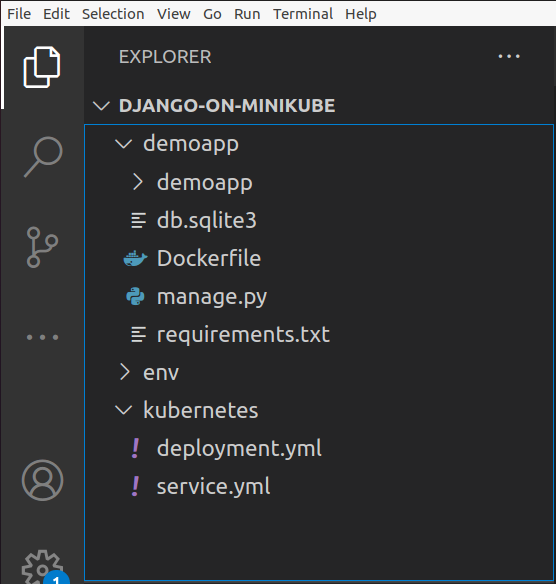 File Edit Selection View Go Run Terminal Help
EXPLORER
DJANGO-ON-MINIKUBE
demoapp
demoapp
db.sqlite3
Dockerfile
manage.py
requirements.txt
env
kubernetes
! deployment.yml
! service.yml
1